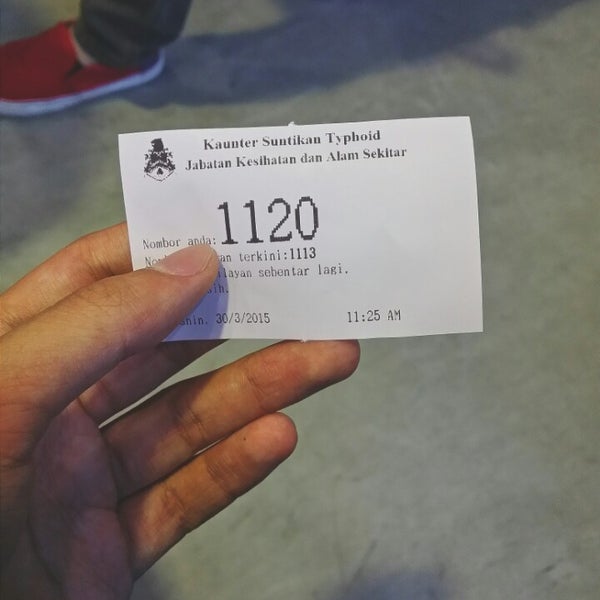 Kaunter Suntikan Typhoid
Jabatan Kesihatan dan Alam Sekitar
Nombor anda: 1120
terkini:1113
sebentar lagi.
30/3/2015 11:25 AM